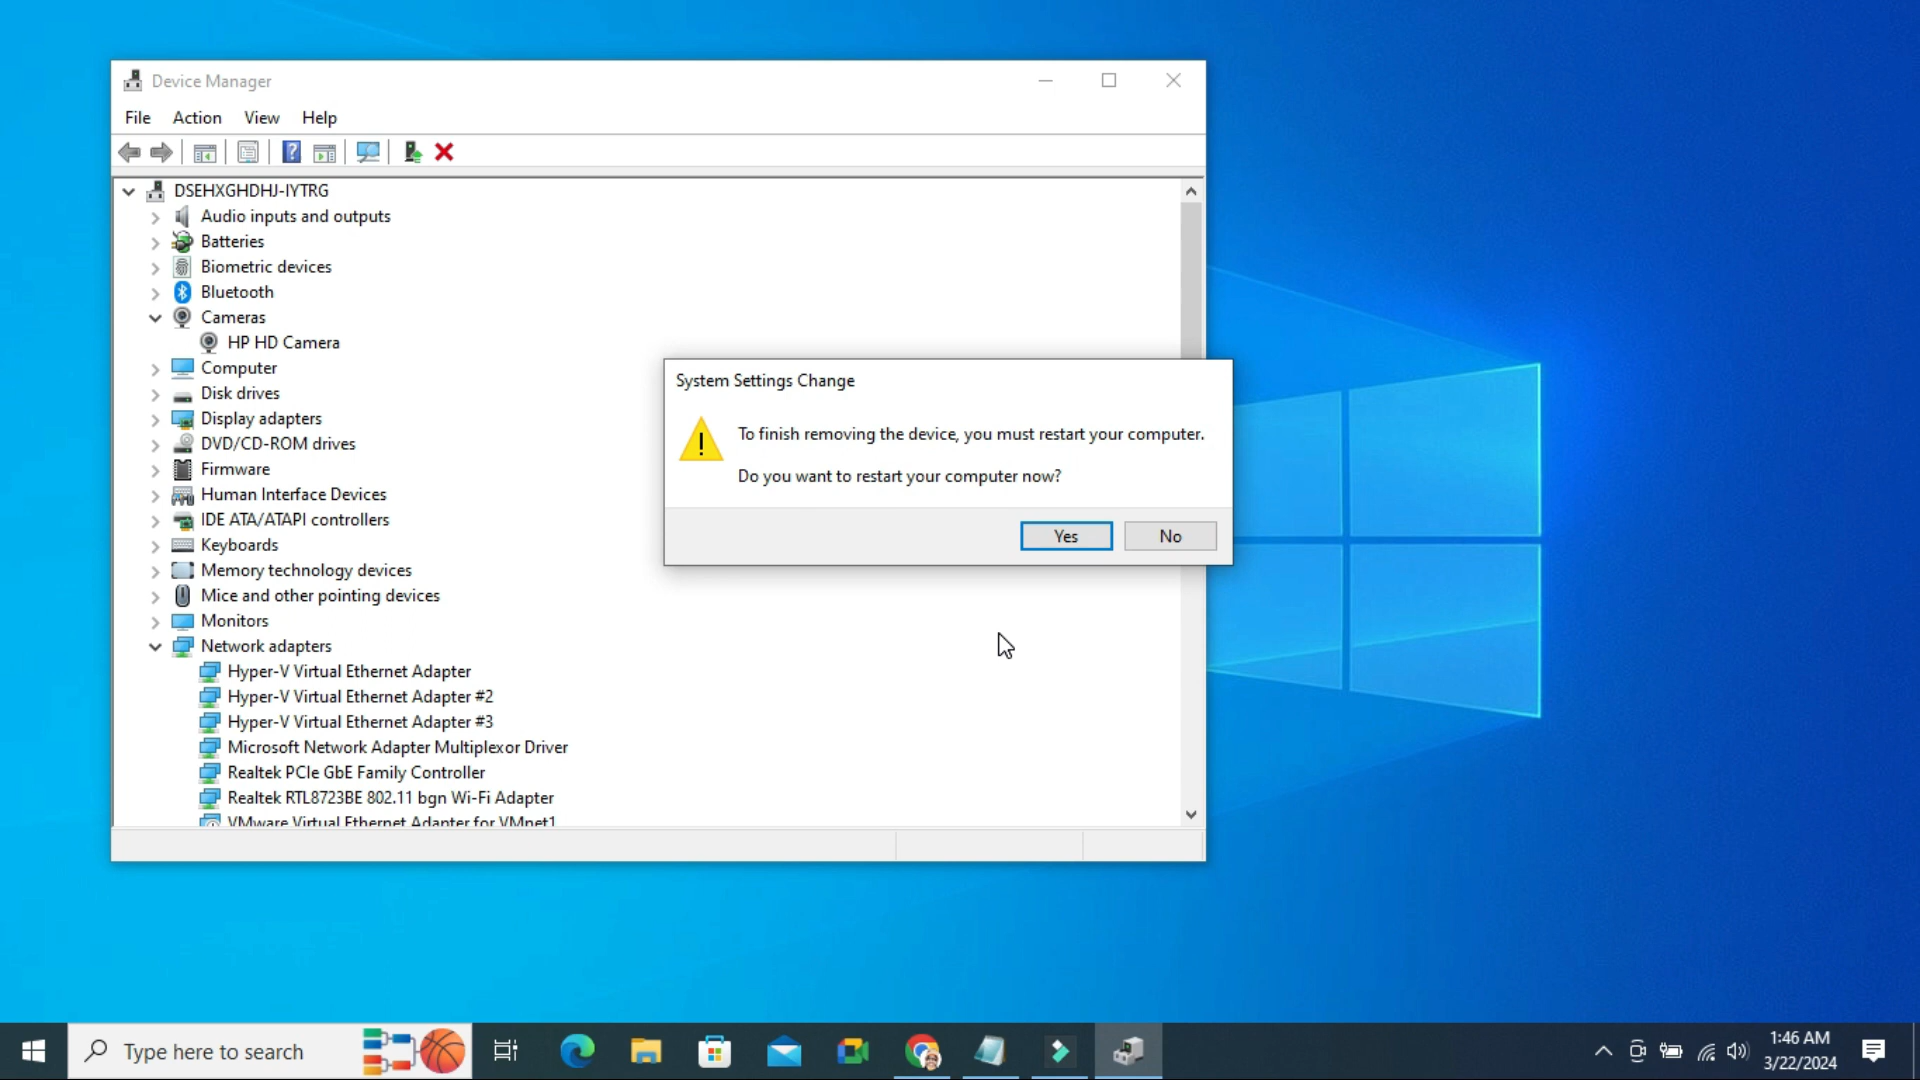 Device Manager
File Action View Help
DSEHXGHDHJ-IYTRG
Audio inputs and outputs
Batteries
Biometric devices
Bluetooth
Cameras
HP HD Camera
Computer
Disk drives
Display adapters
DVD/CD-ROM drives
Firmware
Human Interface Devices
IDE ATA/ATAPI controllers
Keyboards
Memory technology devices
Mice and other pointing devices
Monitors
Network adapters
Hyper-V Virtual Ethernet Adapter
Hyper-V Virtual Ethernet Adapter #2
Hyper-V Virtual Ethernet Adapter #3
Microsoft Network Adapter Multiplexor Driver
Realtek PCIe GbE Family Controller
Realtek RTL8723BE 802.11 bgn Wi-Fi Adapter
VMware Virtual Ethernet Adapter for VMnet1
System Settings Change
To finish removing the device, you must restart your computer.
Do you want to restart your computer now?
Yes No
Type here to search
1:46 AM
3/22/2024